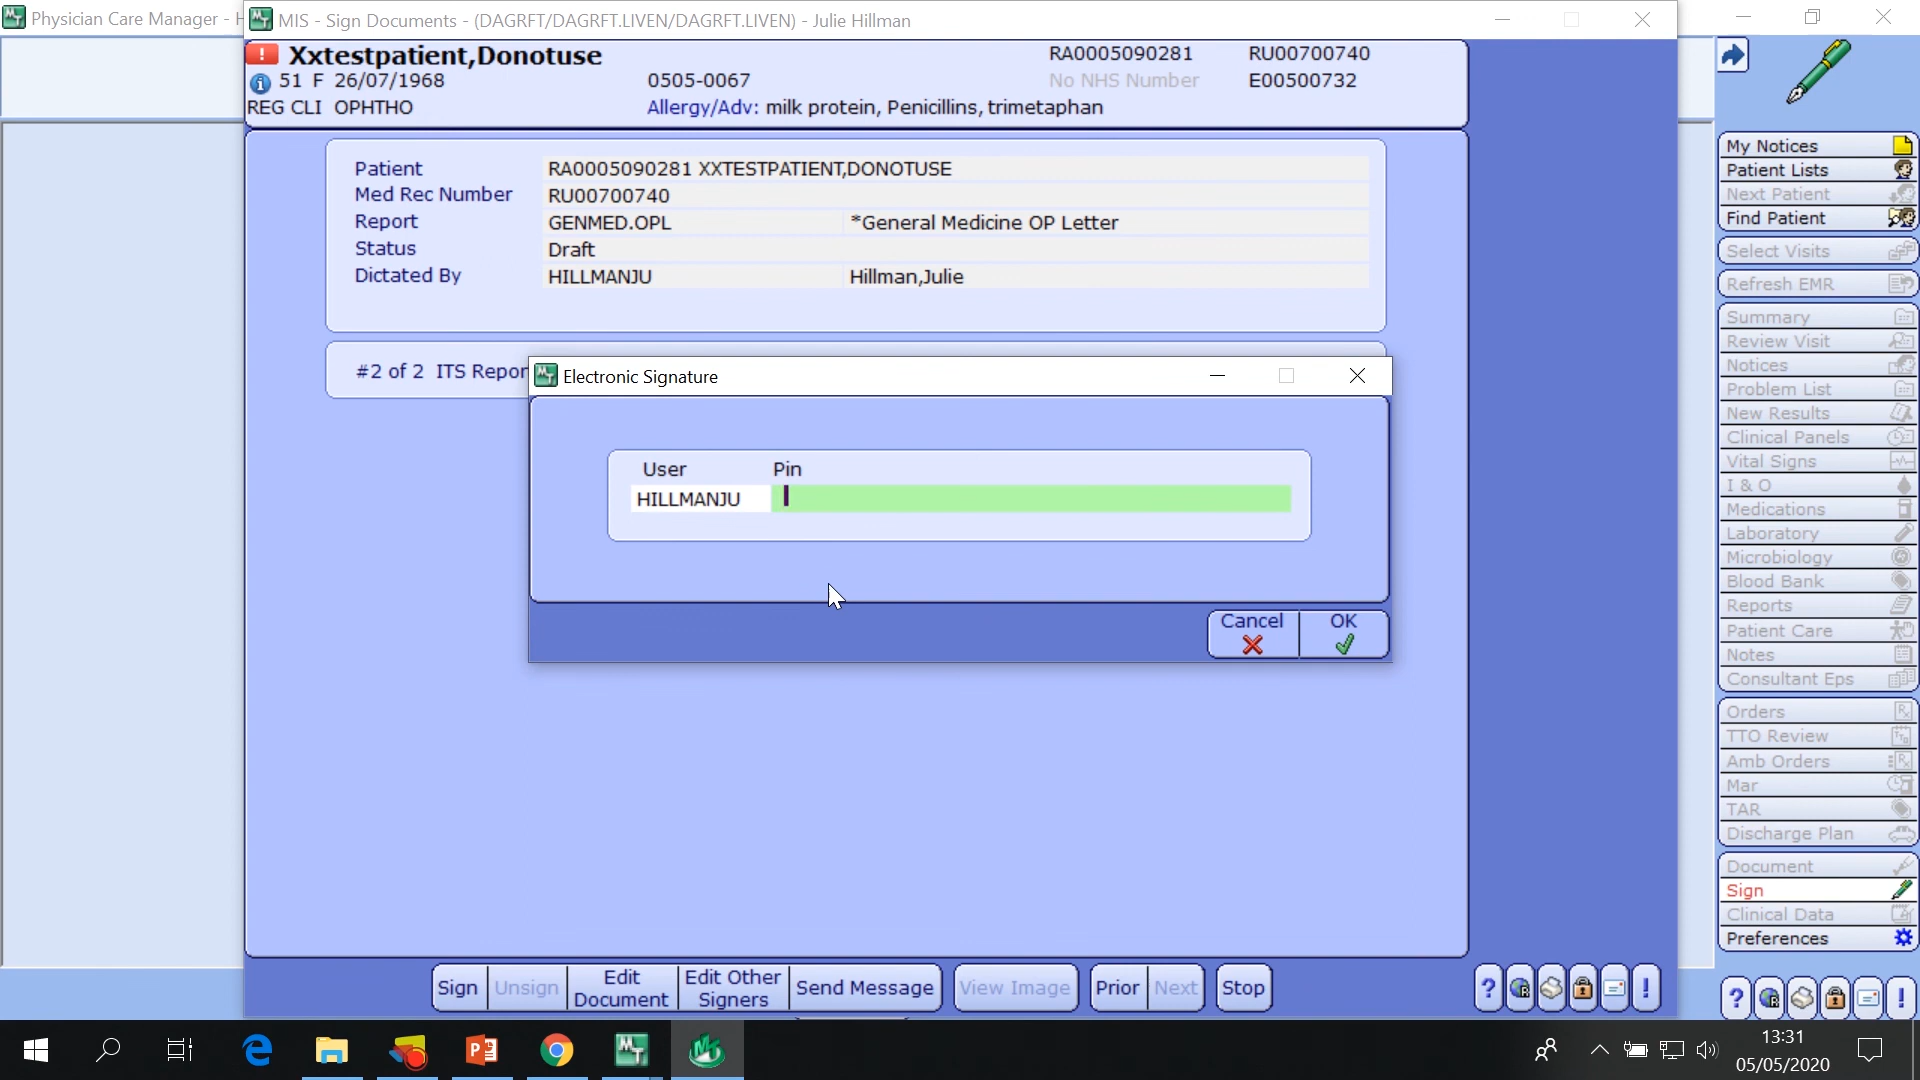 Physician Care Manager - H
MIS - Sign Documents - (DAGRFT/DAGRFT.LIVEN/DAGRFT.LIVEN) - Julie Hillman
Xxtestpatient,Donotuse
RA0005090281 RU00700740
51 F 26/07/1968 0505-0067 No NHS Number E00500732
REG CLI OPHTHO Allergy/Adv: milk protein, Penicillins, trimetaphan
Patient RA0005090281 XXTESTPATIENT,DONOTUSE
Med Rec Number RU00700740
Report GENMED.OPL *General Medicine OP Letter
Status Draft
Dictated By HILLMANJU Hillman,Julie
#2 of 2 ITS Repor
Electronic Signature
User Pin
HILLMANJU
Cancel OK
Sign Unsign Edit Document Edit Other Signers Send Message View Image Prior Next Stop
? !
My Notices
Patient Lists
Next Patient
Find Patient
Select Visits
Refresh EMR
Summary
Review Visit
Notices
Problem List
New Results
Clinical Panels
Vital Signs
I & O
Medications
Laboratory
Microbiology
Blood Bank
Reports
Patient Care
Notes
Consultant Eps
Orders
TTO Review
Amb Orders
Mar
TAR
Discharge Plan
Document
Sign
Clinical Data
Preferences
? !
13:31
05/05/2020